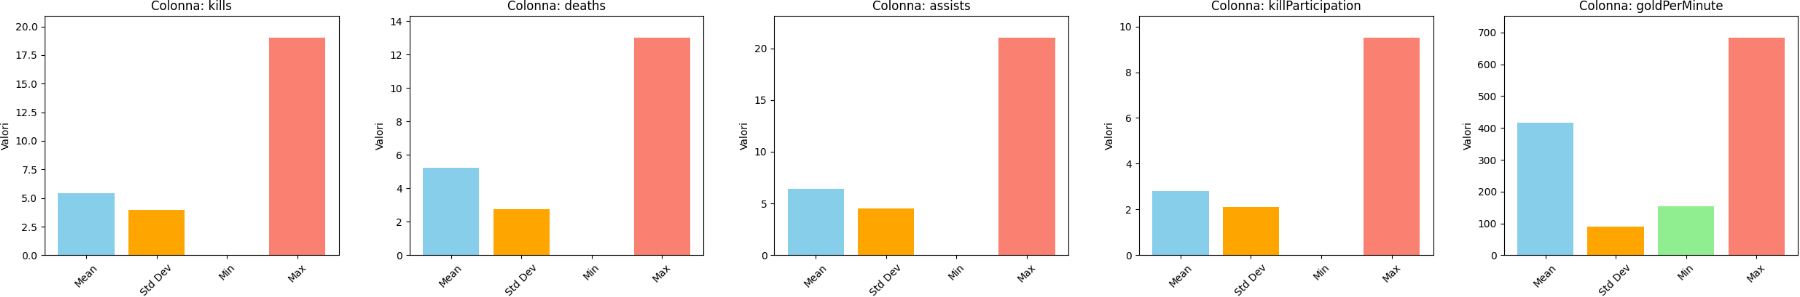 Colonna: kills
Valori
20.0
17.5
15.0
12.5
10.0
7.5
5.0
2.5
0.0
Mean
Std Dev
Min
Max
Colonna: deaths
Valori
14
12
10
8
6
4
2
0
Mean
Std Dev
Min
Max
Colonna: assists
Valori
20
15
10
5
0
Mean
Std Dev
Min
Max
Colonna: killParticipation
Valori
10
8
6
4
2
0
Mean
Std Dev
Min
Max
Colonna: goldPerMinute
Valori
700
600
500
400
300
200
100
0
Mean
Std Dev
Min
Max